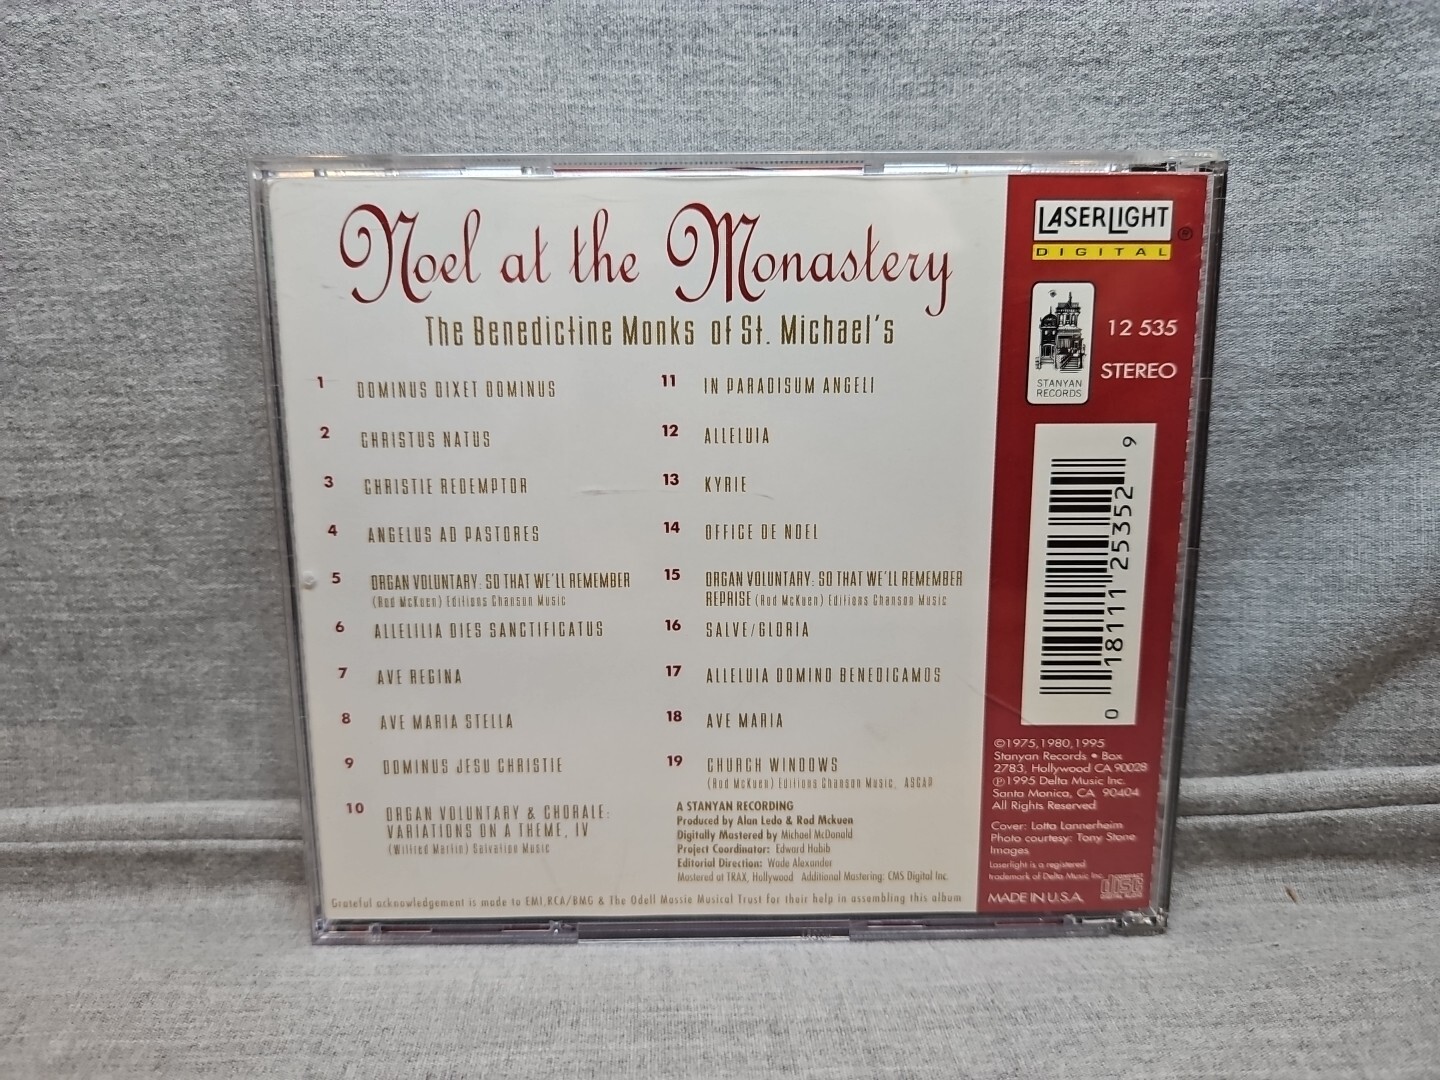 Noel at the Monastery
The Benedictine Monks of St. Michael's
1 DOMINUS DIXET DOMINUS
2 CHRISTUS NATUS
3 CHRISTIE REDEMPTOR
4 ANGELUS AD PASTORES
5 ORGAN VOLUNTARY: SO THAT WE'LL REMEMBER
(Rod McKuen) Editions Chanson Music
6 ALLELILIA DIES SANCTIFICATUS
7 AVE REGINA
8 AVE MARIA STELLA
9 DOMINUS JESU CHRISTIE
10 ORGAN VOLUNTARY & CHORALE:
VARIATIONS ON A THEME, IV
(Wilfred Martin) Salvation Music
11 IN PARADISUM ANGELI
12 ALLELUIA
13 KYRIE
14 OFFICE DE NOEL
15 ORGAN VOLUNTARY: SO THAT WE'LL REMEMBER
REPRISE (Rod McKuen) Editions Chanson Music
16 SALVE/GLORIA
17 ALLELUIA DOMINO BENEDICAMUS
18 AVE MARIA
19 CHURCH WINDOWS
(Rod McKuen) Editions Chanson Music, ASCAP
A STANYAN RECORDING
Produced by Alan Ledo & Rod Mckuen
Digitally Mastered by Michael McDonald
Project Coordinator: Edward Habib
Editorial Direction: Wade Alexander
Mastered at TRAX, Hollywood Additional Mastering: CMS Digital Inc.
Grateful acknowledgement is made to EMI, RCA/BMG & The Odell Massie Musical Trust for their help in assembling this album
LASERLIGHT
DIGITAL
STANYAN
RECORDS
12 535
STEREO
0 18111 25352 9
©1975,1980,1995
Stanyan Records • Box
2783, Hollywood CA 90028
℗1995 Delta Music Inc.
Santa Monica, CA 90404
All Rights Reserved
Cover: Lotta Lannerheim
Photo courtesy: Tony Stone
Images
Laserlight is a registered
trademark of Delta Music Inc.
MADE IN U.S.A.
COMPACT
disc
DIGITAL AUDIO